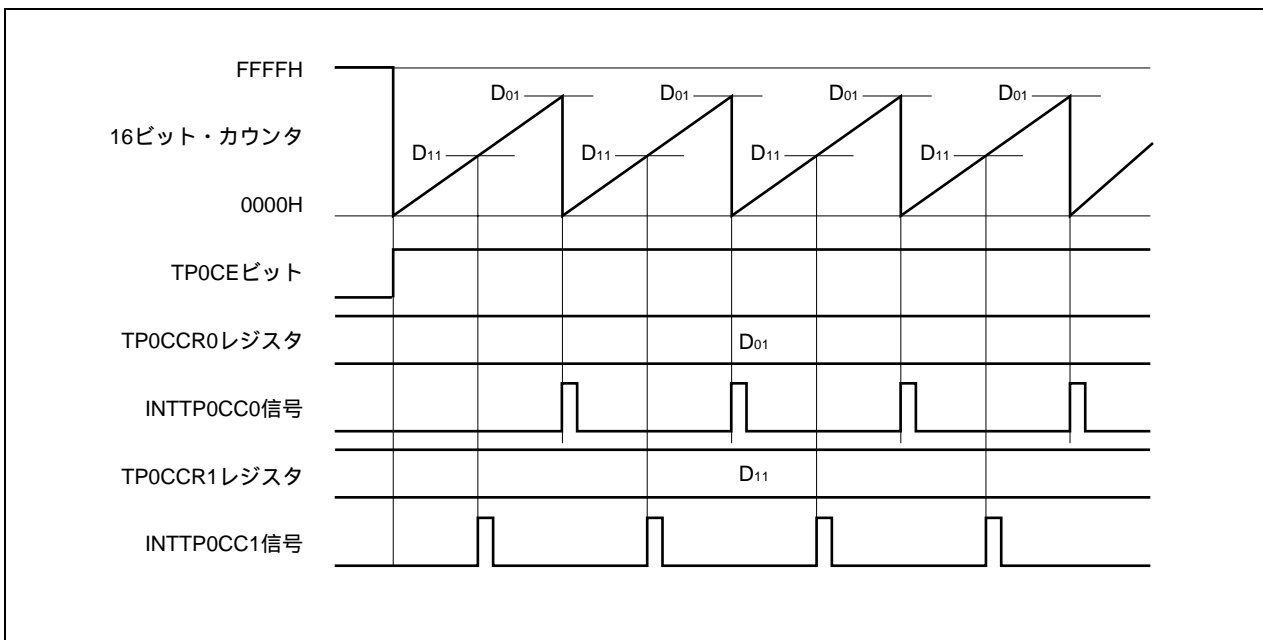 FFFFH
D01 D01 D01 D01
16ビット・カウンタ
D11 D11 D11 D11
0000H
TP0CEビット
TP0CCR0レジスタ
D01
INTTP0CC0信号
TP0CCR1レジスタ
D11
INTTP0CC1信号